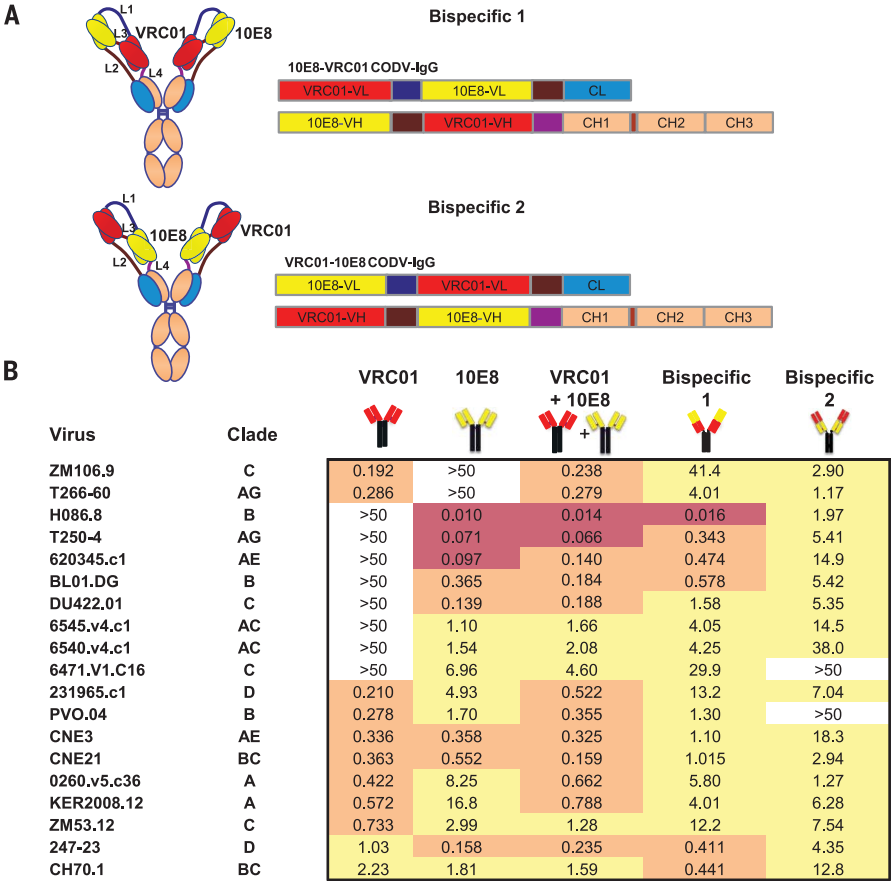 A
Bispecific 1
L1
L3
VRC01
10E8
L2
L4
10E8-VRC01 CODV-IgG
VRC01-VL 10E8-VL CL
10E8-VH VRC01-VH CH1 CH2 CH3
Bispecific 2
L1
L3
10E8
VRC01
L2
L4
VRC01-10E8 CODV-IgG
10E8-VL VRC01-VL CL
VRC01-VH 10E8-VH CH1 CH2 CH3
B
VRC01 10E8 VRC01 Bispecific Bispecific
+ 10E8 1 2
+
Virus Clade
ZM106.9 C 0.192 >50 0.238 41.4 2.90
T266-60 AG 0.286 >50 0.279 4.01 1.17
H086.8 B >50 0.010 0.014 0.016 1.97
T250-4 AG >50 0.071 0.066 0.343 5.41
620345.c1 AE >50 0.097 0.140 0.474 14.9
BL01.DG B >50 0.365 0.184 0.578 5.42
DU422.01 C >50 0.139 0.188 1.58 5.35
6545.v4.c1 AC >50 1.10 1.66 4.05 14.5
6540.v4.c1 AC >50 1.54 2.08 4.25 38.0
6471.V1.C16 C >50 6.96 4.60 29.9 >50
231965.c1 D 0.210 4.93 0.522 13.2 7.04
PVO.04 B 0.278 1.70 0.355 1.30 >50
CNE3 AE 0.336 0.358 0.325 1.10 18.3
CNE21 BC 0.363 0.552 0.159 1.015 2.94
0260.v5.c36 A 0.422 8.25 0.662 5.80 1.27
KER2008.12 A 0.572 16.8 0.788 4.01 6.28
ZM53.12 C 0.733 2.99 1.28 12.2 7.54
247-23 D 1.03 0.158 0.235 0.411 4.35
CH70.1 BC 2.23 1.81 1.59 0.441 12.8